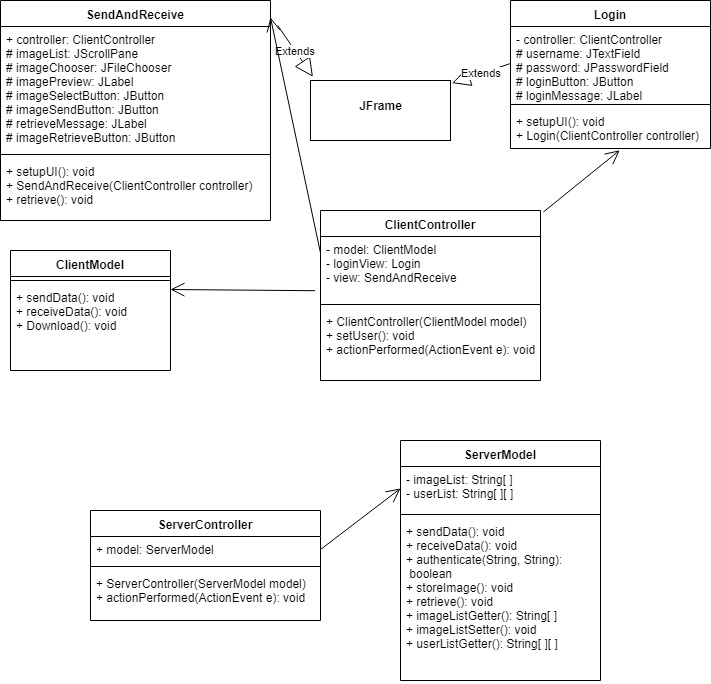 SendAndReceive
+ controller: ClientController
# imageList: JScrollPane
# imageChooser: JFileChooser
# imagePreview: JLabel
# imageSelectButton: JButton
# imageSendButton: JButton
# retrieveMessage: JLabel
# imageRetrieveButton: JButton
+ setupUI(): void
+ SendAndReceive(ClientController controller)
+ retrieve(): void
Extends
JFrame
Extends
Login
- controller: ClientController
# username: JTextField
# password: JPasswordField
# loginButton: JButton
# loginMessage: JLabel
+ setupUI(): void
+ Login(ClientController controller)
ClientModel
+ sendData(): void
+ receiveData(): void
+ Download(): void
ClientController
- model: ClientModel
- loginView: Login
- view: SendAndReceive
+ ClientController(ClientModel model)
+ setUser(): void
+ actionPerformed(ActionEvent e): void
ServerController
+ model: ServerModel
+ ServerController(ServerModel model)
+ actionPerformed(ActionEvent e): void
ServerModel
- imageList: String[ ]
- userList: String[ ][ ]
+ sendData(): void
+ receiveData(): void
+ authenticate(String, String):
boolean
+ storeImage(): void
+ retrieve(): void
+ imageListGetter(): String[ ]
+ imageListSetter(): void
+ userListGetter(): String[ ][ ]